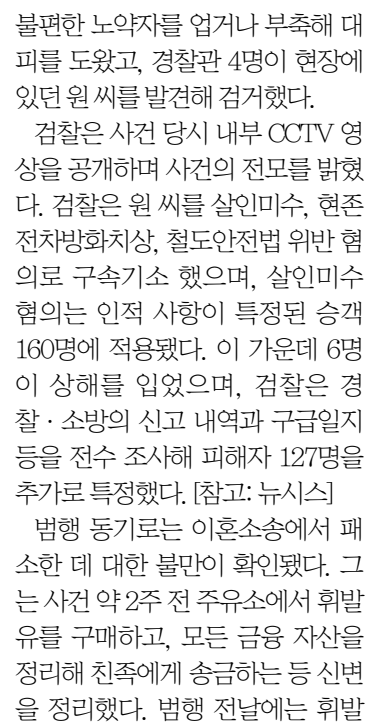 불편한 노약자를 업거나 부축해 대
피를 도왔고, 경찰관 4명이 현장에
있던 원 씨를 발견해 검거했다.
검찰은 사건 당시 내부 CCTV 영
상을 공개하며 사건의 전모를 밝혔
다. 검찰은 원 씨를 살인미수, 현존
전차방화치상, 철도안전법 위반 혐
의로 구속기소 했으며, 살인미수
혐의는 인적 사항이 특정된 승객
160명에 적용됐다. 이 가운데 6명
이 상해를 입었으며, 검찰은 경
찰·소방의 신고 내역과 구급일지
등을 전수 조사해 피해자 127명을
추가로 특정했다. [참고: 뉴시스]
범행 동기로는 이혼소송에서 패
소한 데 대한 불만이 확인됐다. 그
는 사건 약 2주 전 주유소에서 휘발
유를 구매하고, 모든 금융 자산을
정리해 친족에게 송금하는 등 신변
을 정리했다. 범행 전날에는 휘발